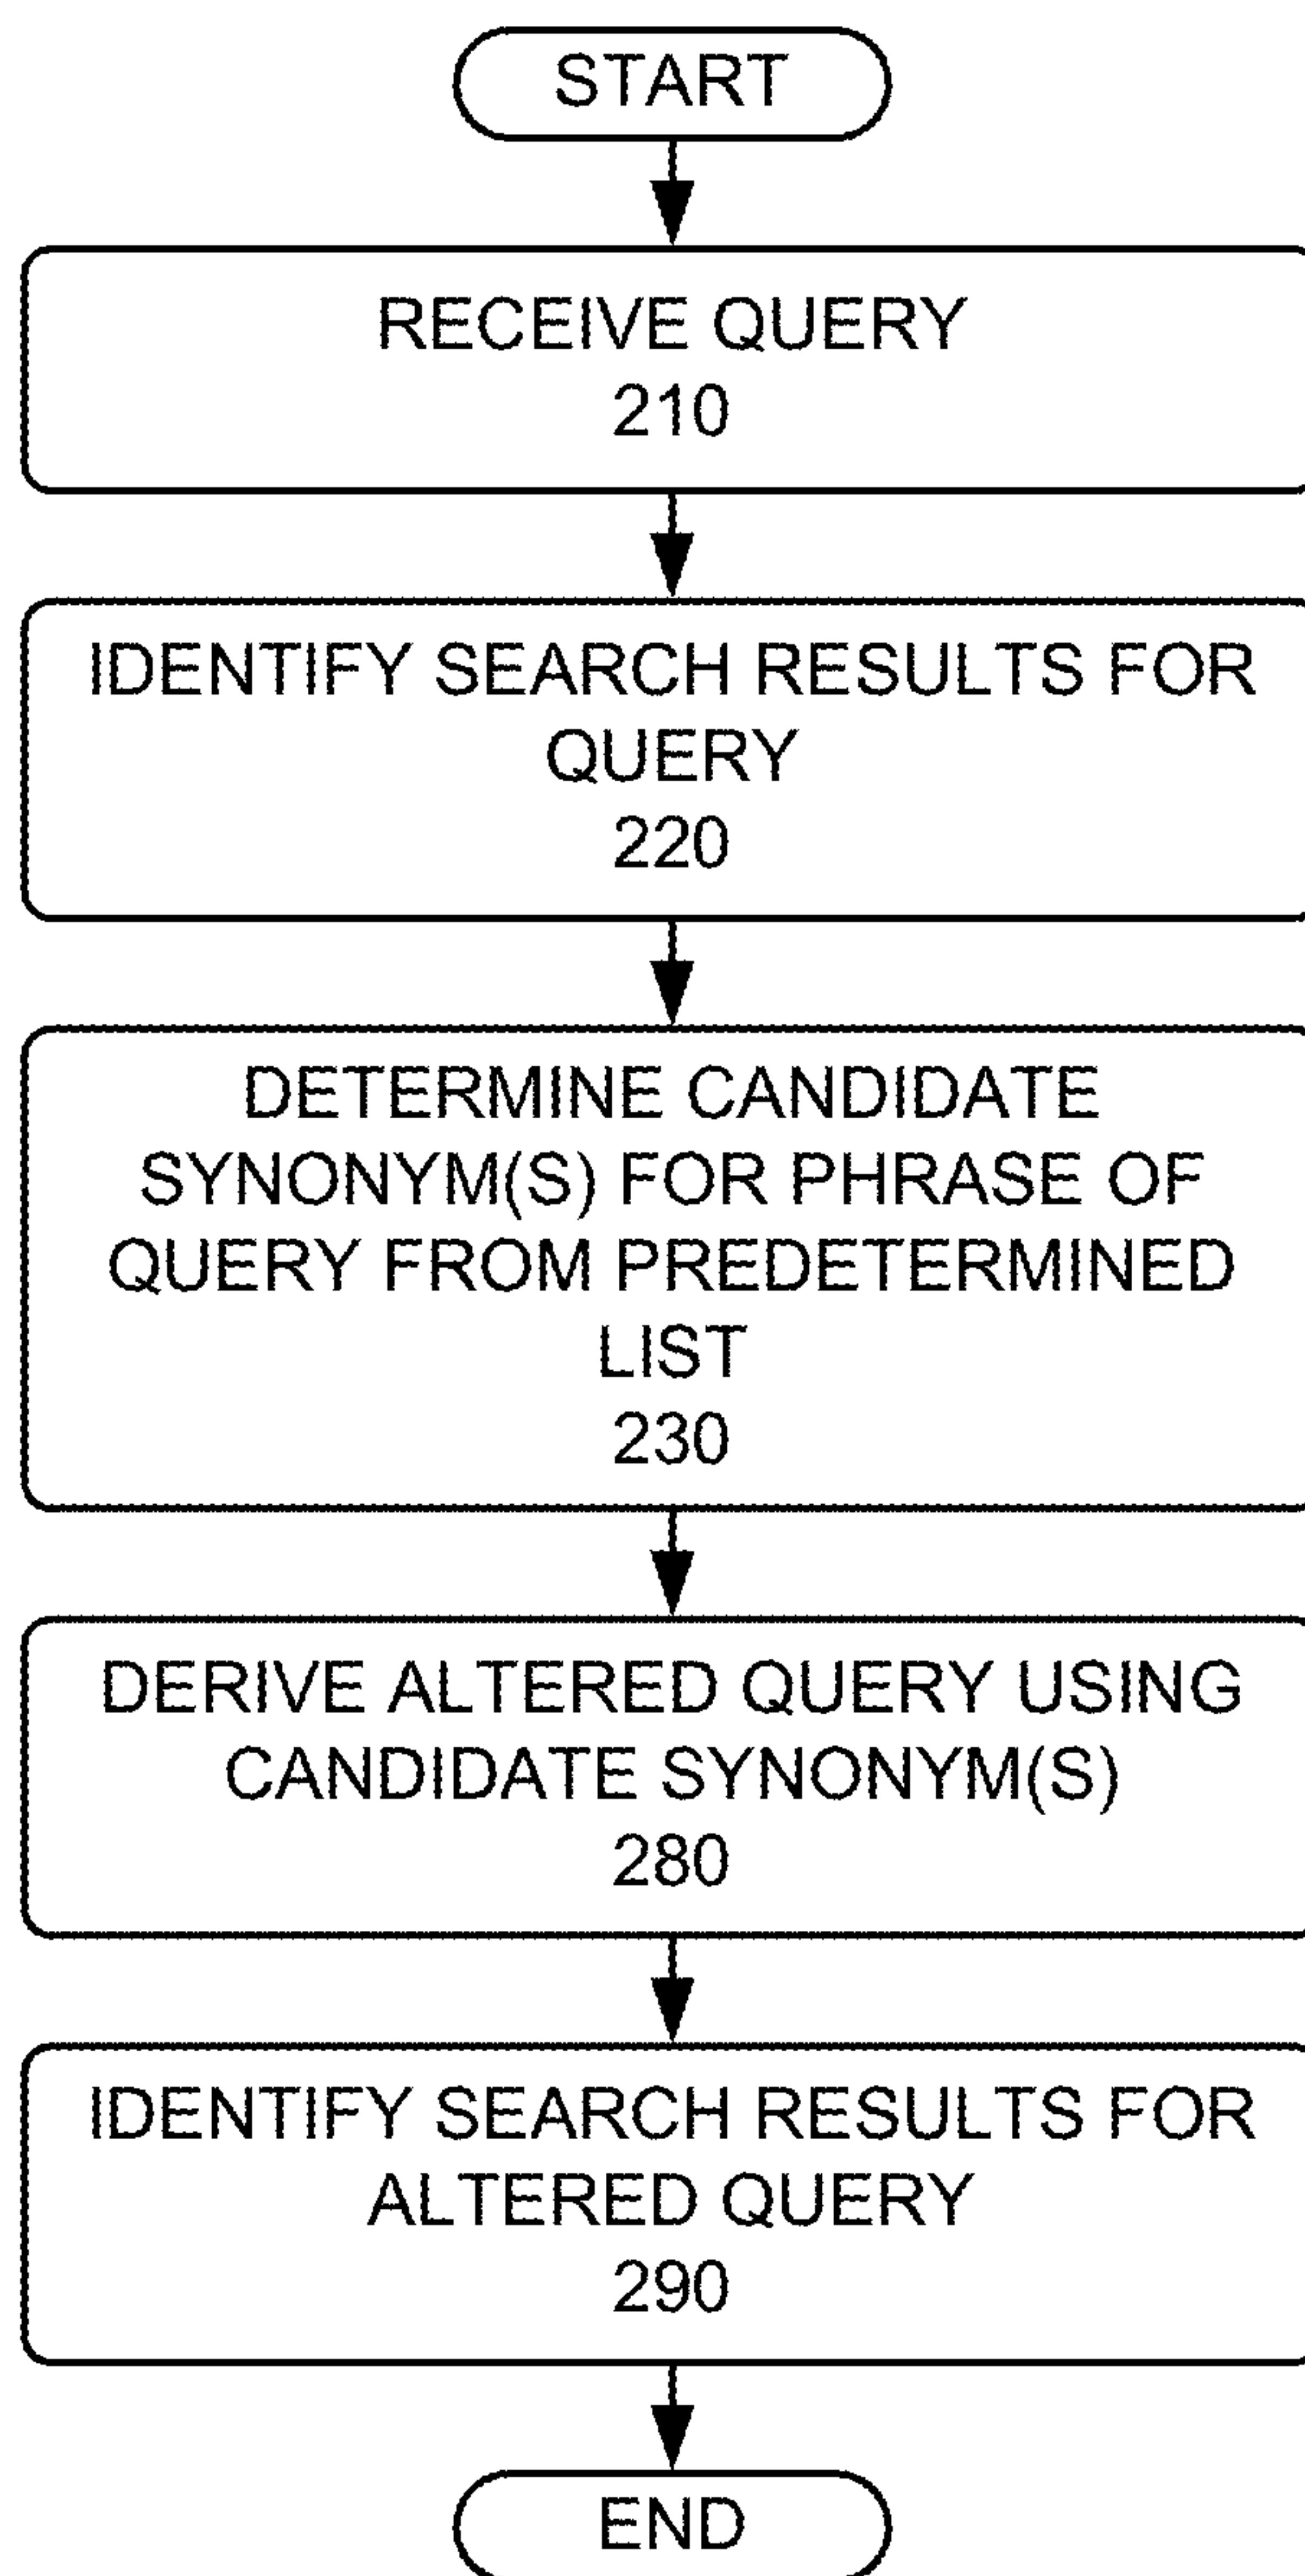 START
RECEIVE QUERY
210
IDENTIFY SEARCH RESULTS FOR
QUERY
220
DETERMINE CANDIDATE
SYNONYM(S) FOR PHRASE OF
QUERY FROM PREDETERMINED
LIST
230
DERIVE ALTERED QUERY USING
CANDIDATE SYNONYM(S)
280
IDENTIFY SEARCH RESULTS FOR
ALTERED QUERY
290
END